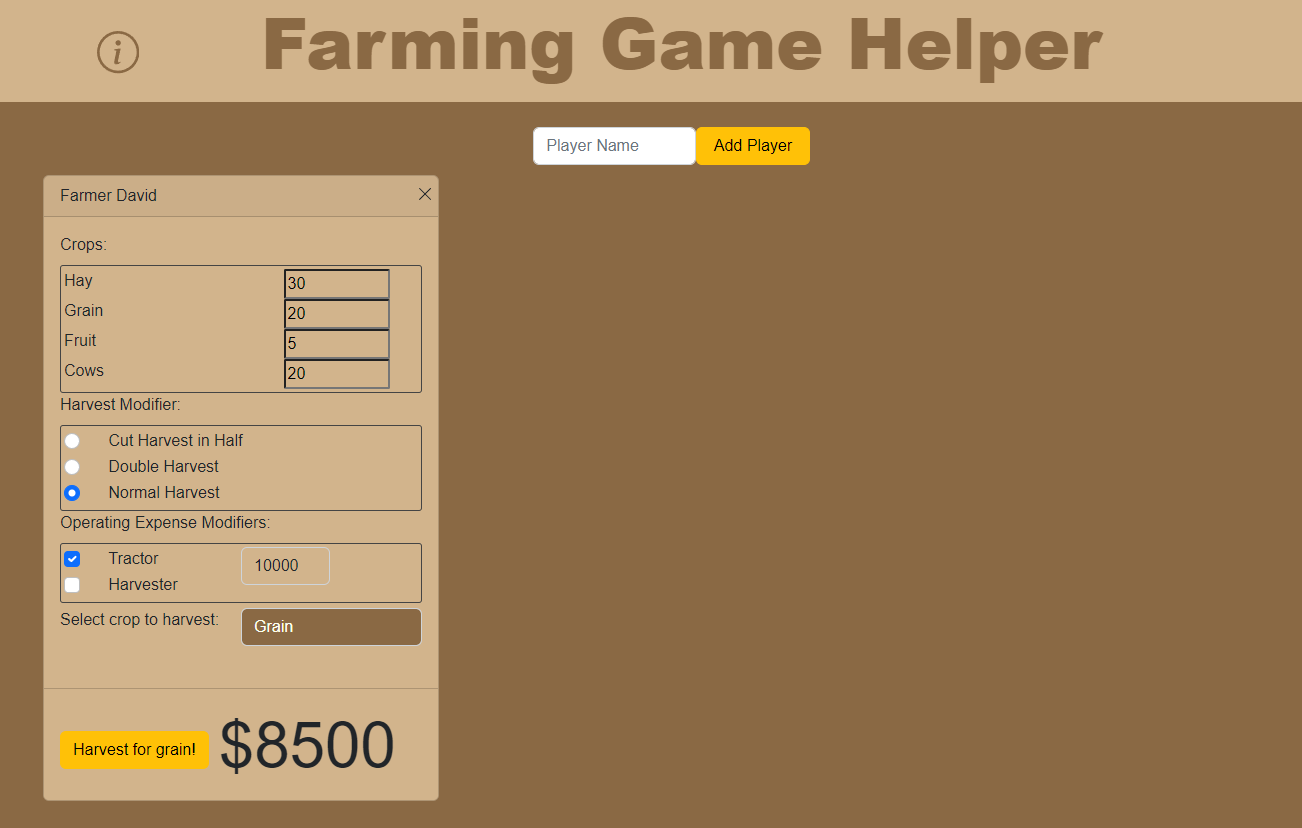 i Farming Game Helper
Player Name Add Player
Farmer David
Crops:
Hay 30
Grain 20
Fruit 5
Cows 20
Harvest Modifier:
Cut Harvest in Half
Double Harvest
Normal Harvest
Operating Expense Modifiers:
Tractor 10000
Harvester
Select crop to harvest: Grain
Harvest for grain! $8500